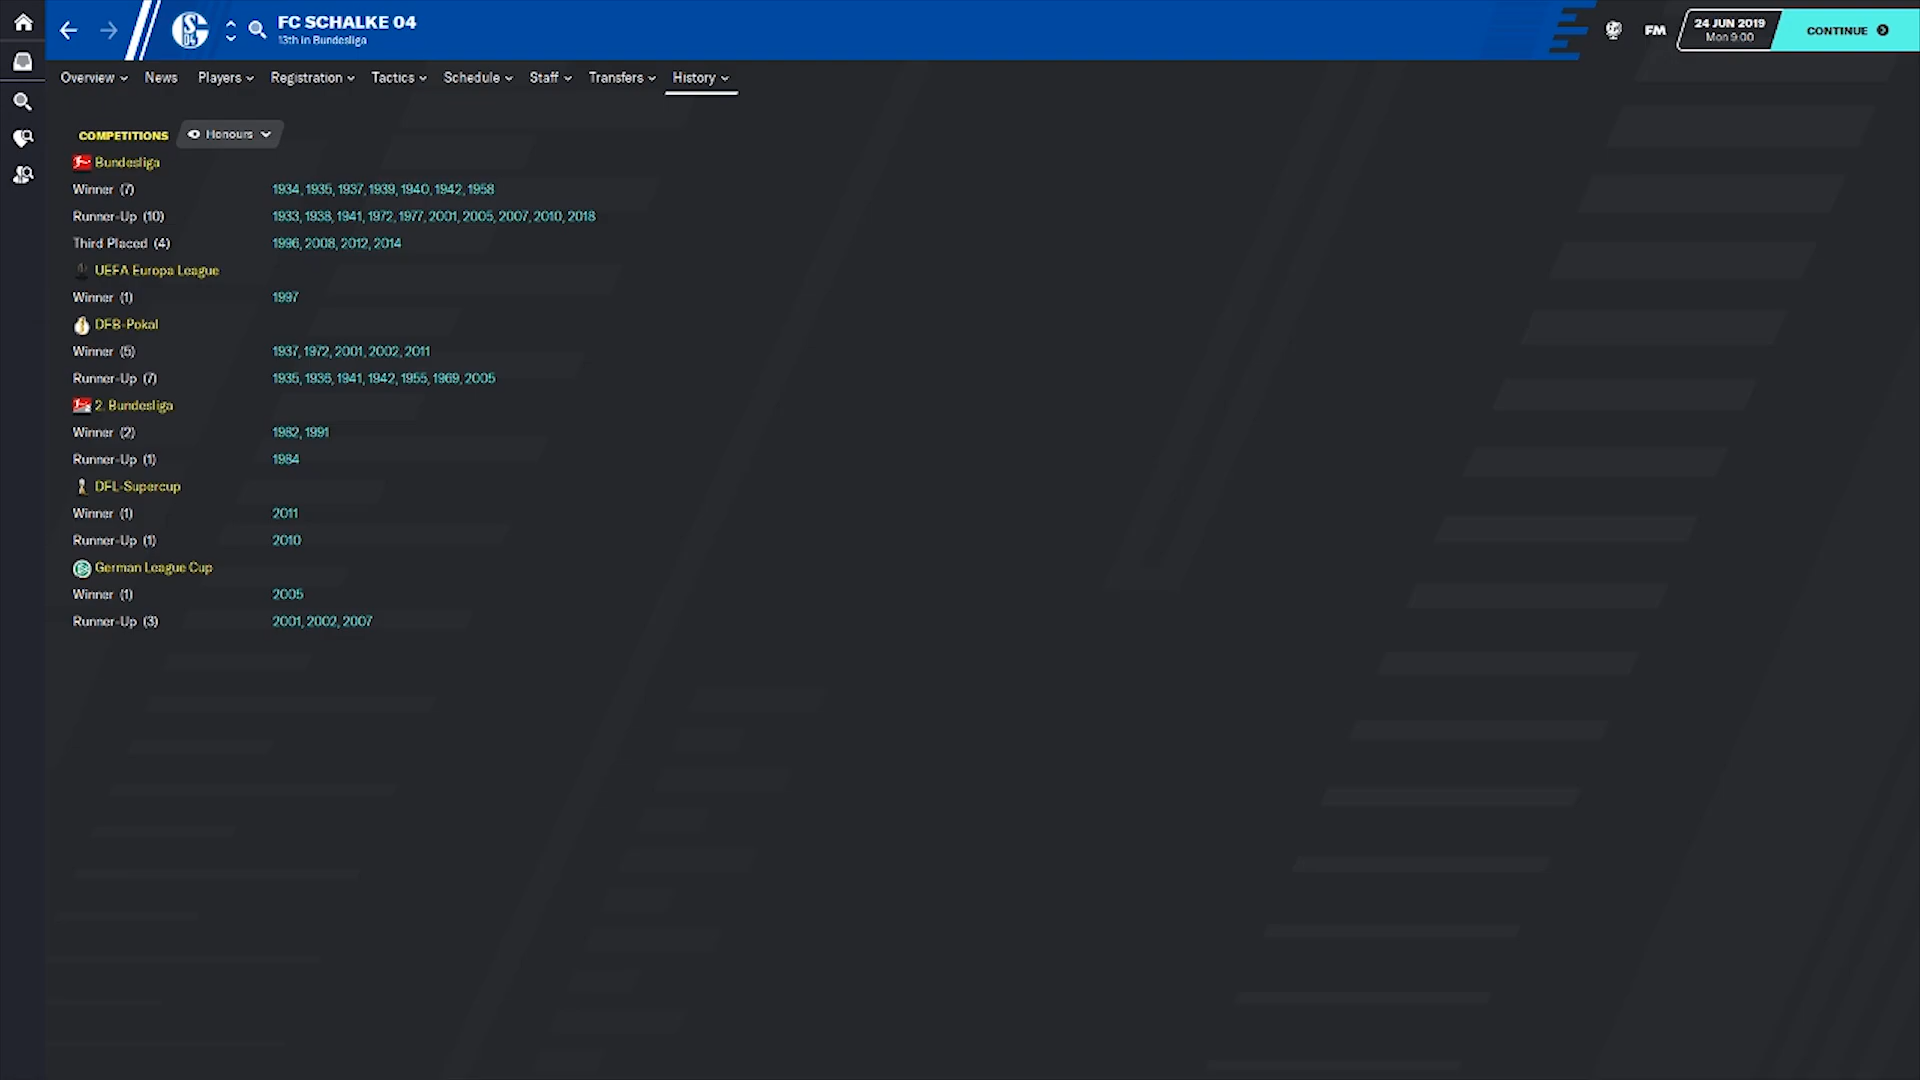 FC SCHALKE 04
13th in Bundesliga
FM
24 JUN 2019
Mon 9:00
CONTINUE
Overview News Players Registration Tactics Schedule Staff Transfers History
COMPETITIONS Honours
Bundesliga
Winner (7) 1934, 1935, 1937, 1939, 1940, 1942, 1958
Runner-Up (10) 1933, 1938, 1941, 1972, 1977, 2001, 2005, 2007, 2010, 2018
Third Placed (4) 1996, 2008, 2012, 2014
UEFA Europa League
Winner (1) 1997
DFB-Pokal
Winner (5) 1937, 1972, 2001, 2002, 2011
Runner-Up (7) 1935, 1936, 1941, 1942, 1955, 1969, 2005
2. Bundesliga
Winner (2) 1982, 1991
Runner-Up (1) 1984
DFL-Supercup
Winner (1) 2011
Runner-Up (1) 2010
German League Cup
Winner (1) 2005
Runner-Up (3) 2001, 2002, 2007